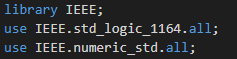 library IEEE;
use IEEE.std_logic_1164.all;
use IEEE.numeric_std.all;